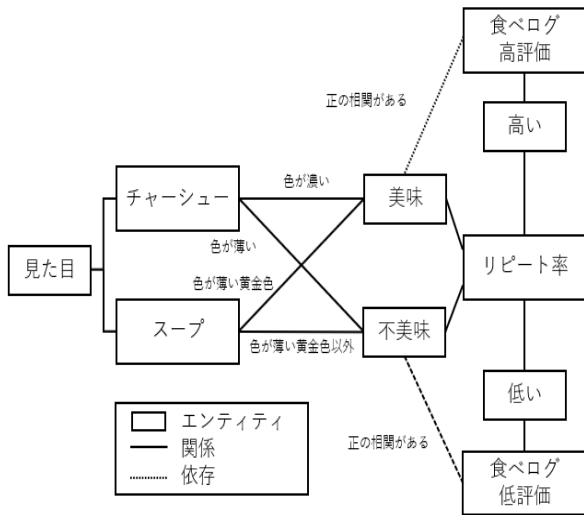 食べログ
高評価
正の相関がある
高い
チャーシュー
色が濃い
美味
色が薄い
見た目
リピート率
色が薄い黄金色
スープ
不美味
色が薄い黄金色以外
低い
エンティティ
関係
依存
正の相関がある
食べログ
低評価